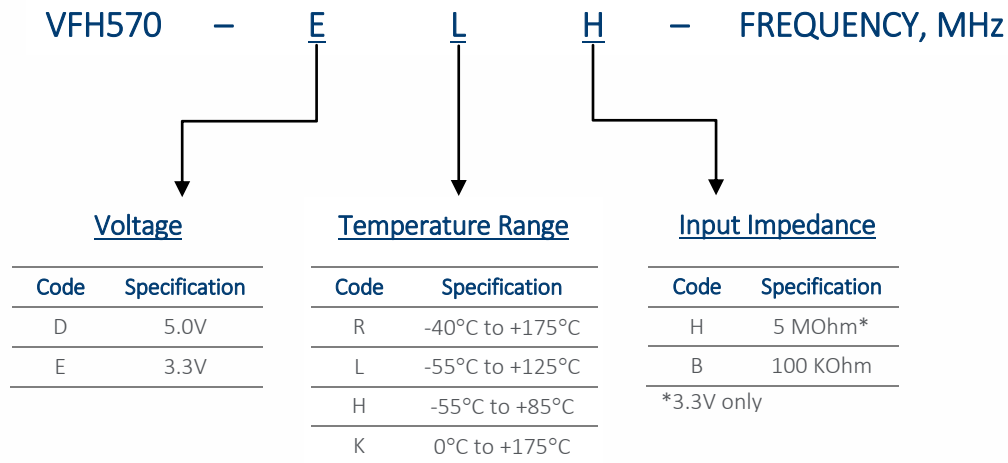 VFH570 – E L H – FREQUENCY, MHz
Voltage
Code Specification
D 5.0V
E 3.3V
Temperature Range
Code Specification
R -40°C to +175°C
L -55°C to +125°C
H -55°C to +85°C
K 0°C to +175°C
Input Impedance
Code Specification
H 5 MOhm*
B 100 KOhm
*3.3V only